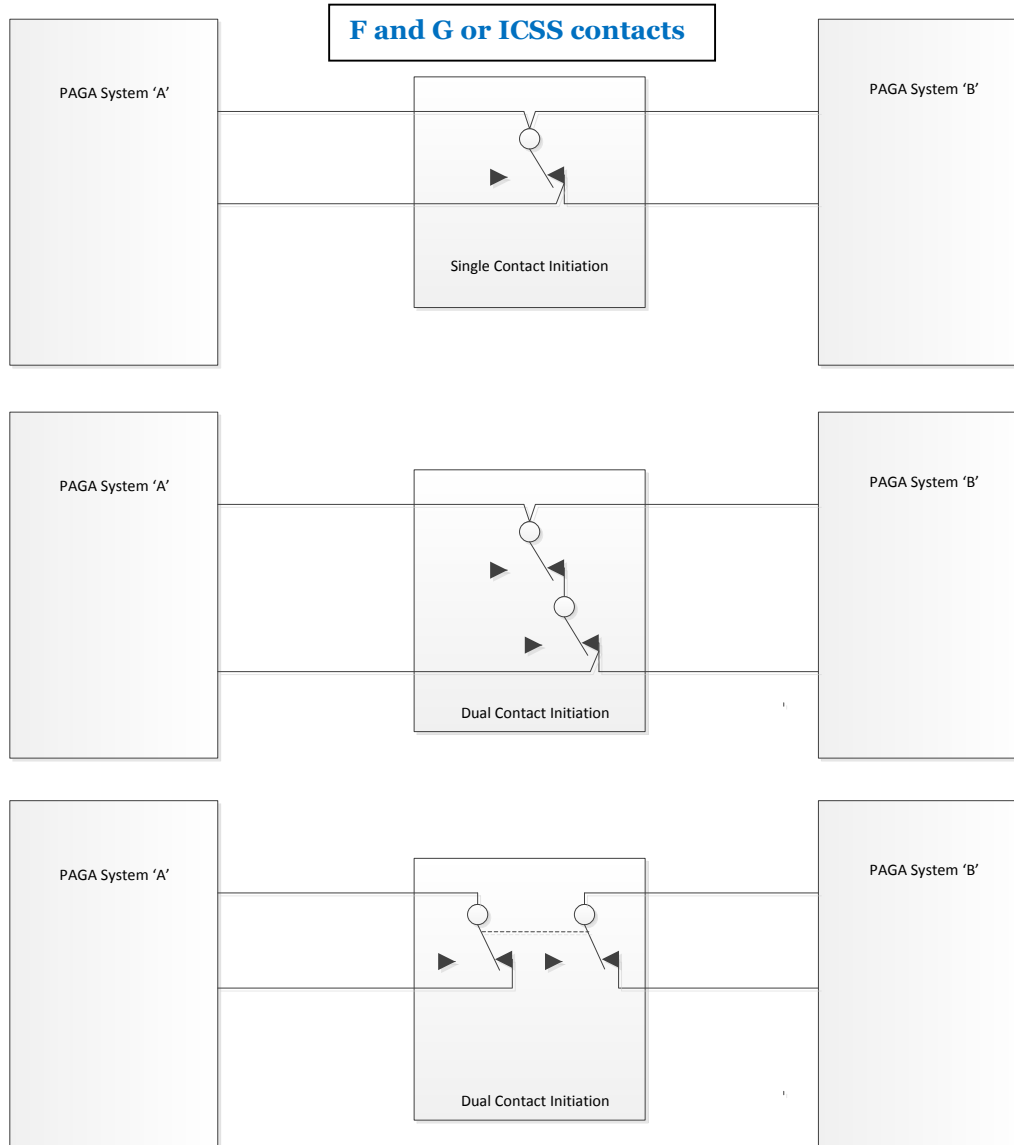 F and G or ICSS contacts
PAGA System ‘A’
PAGA System ‘B’
Single Contact Initiation
PAGA System ‘A’
PAGA System ‘B’
Dual Contact Initiation
PAGA System ‘A’
PAGA System ‘B’
Dual Contact Initiation